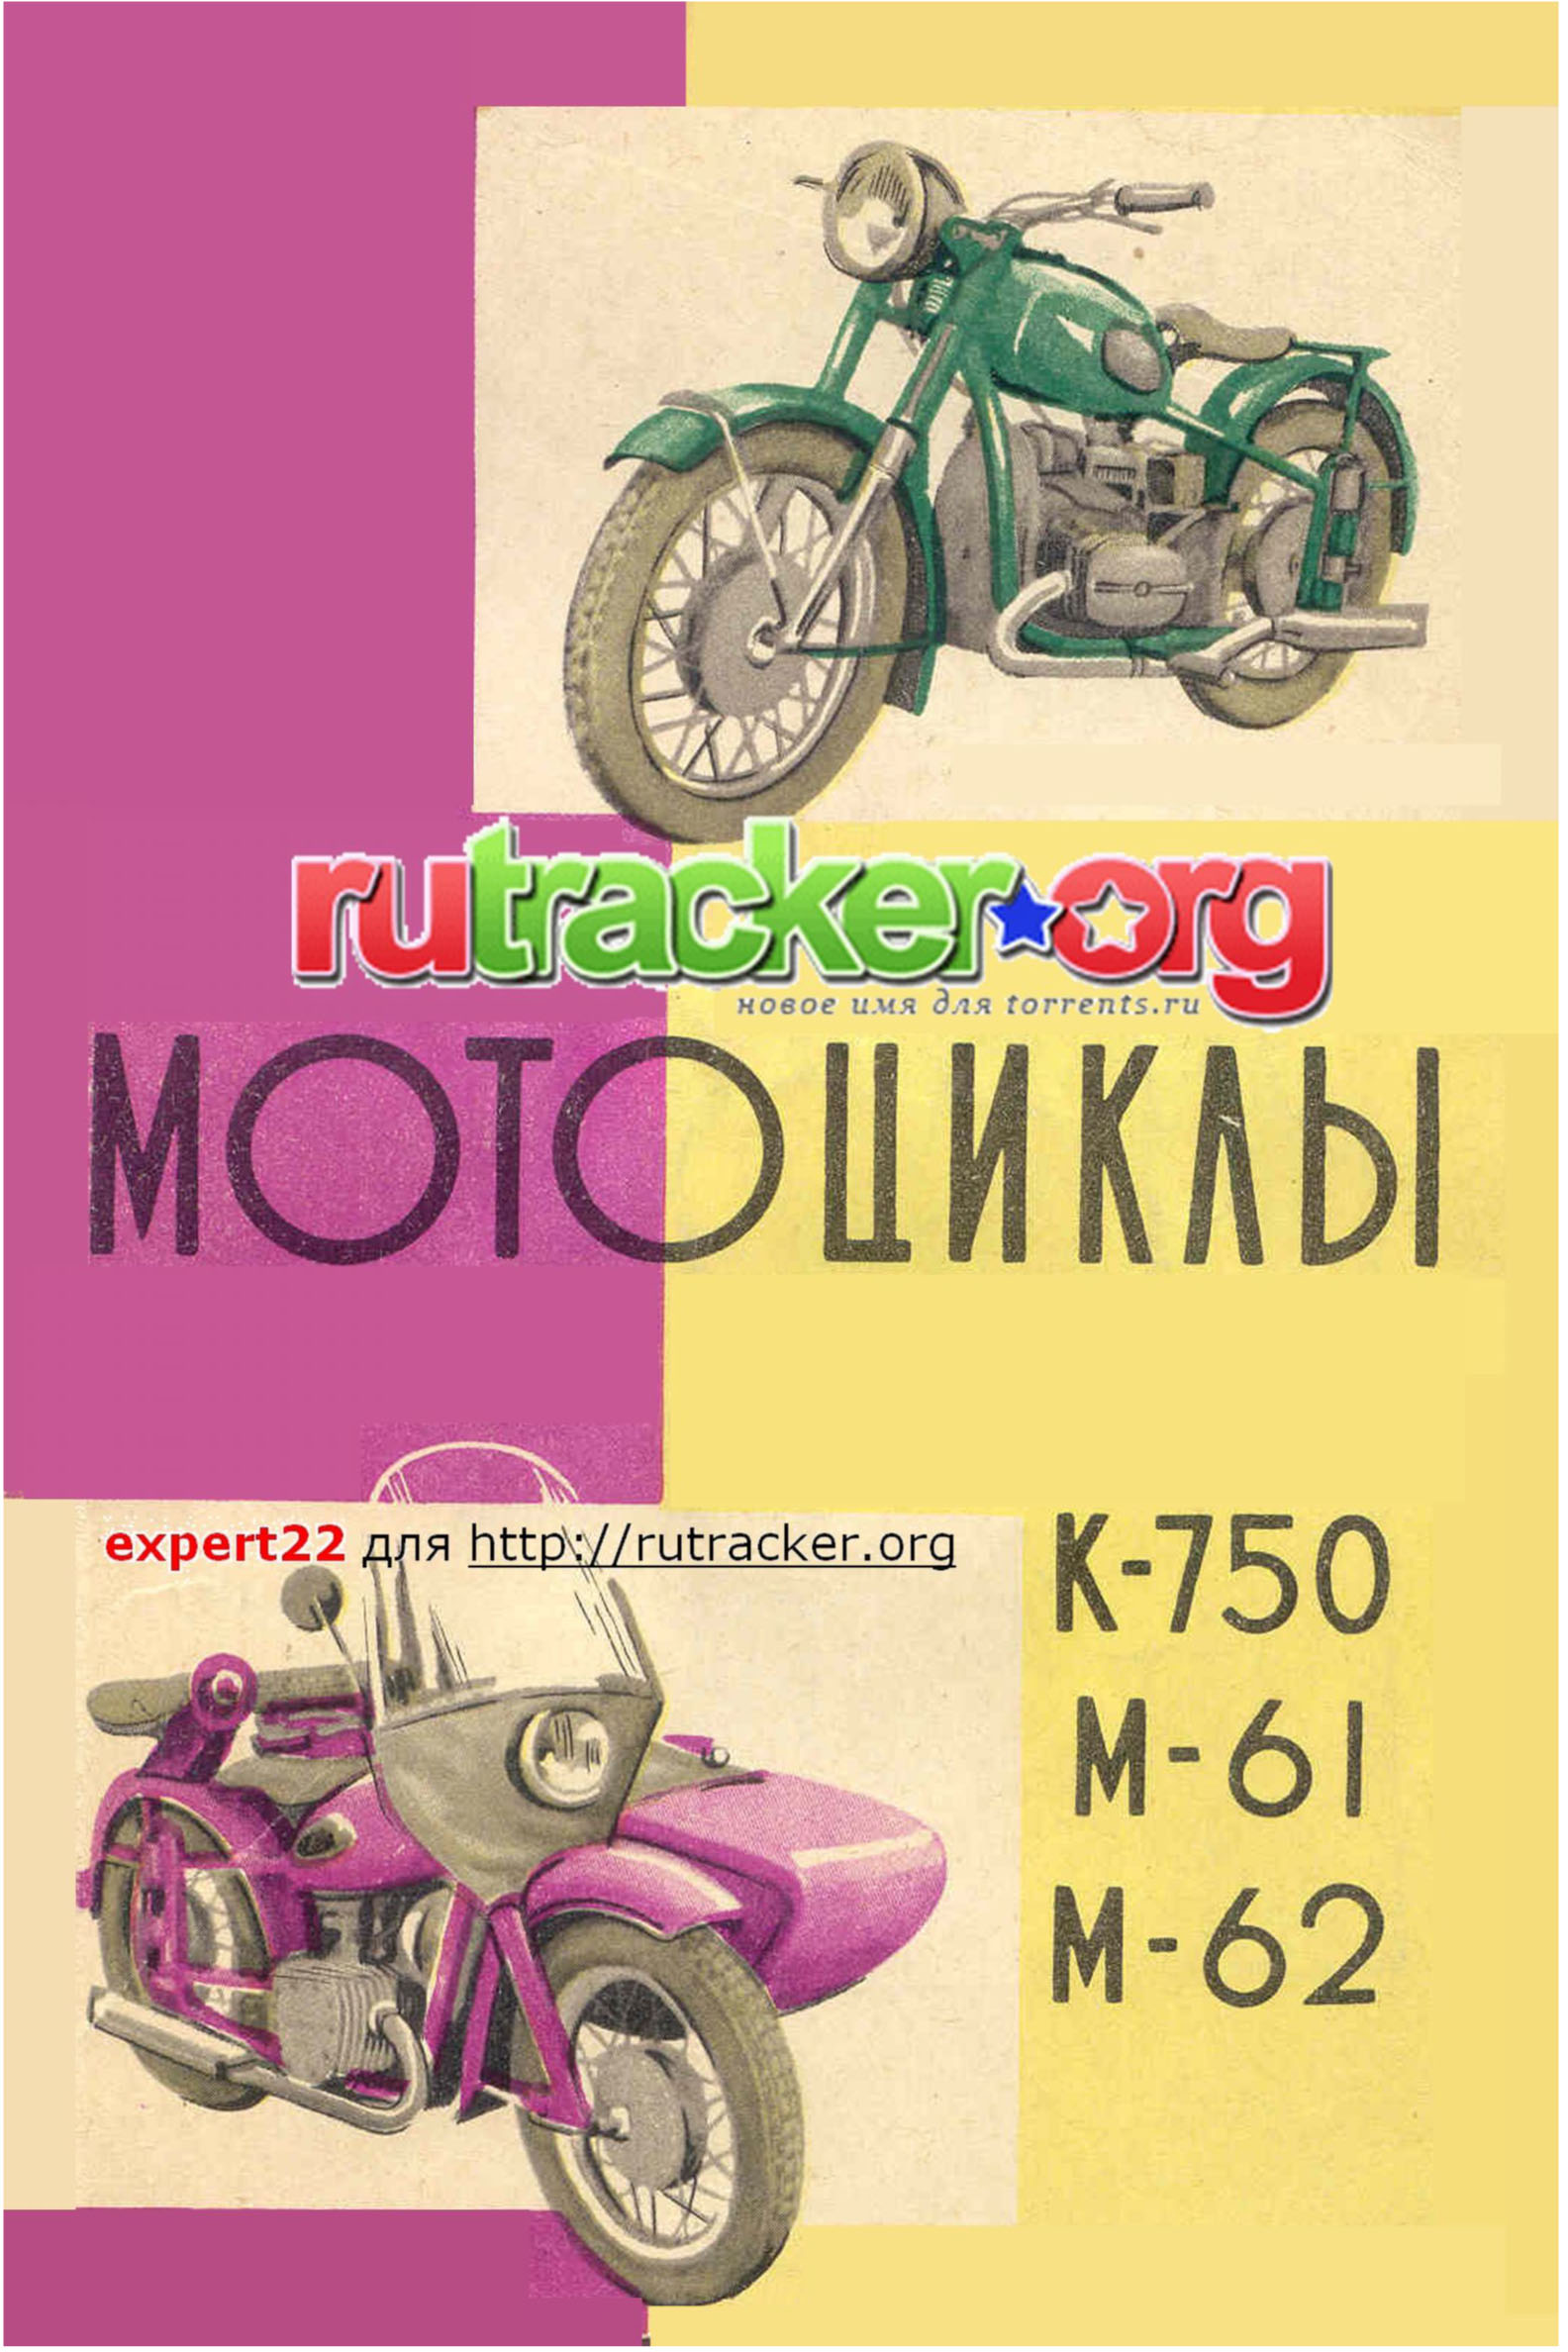 rutracker.org
новое имя для torrents.ru
МОТОЦИКЛЫ
expert22 для http://rutracker.org
К-750
М-61
М-62